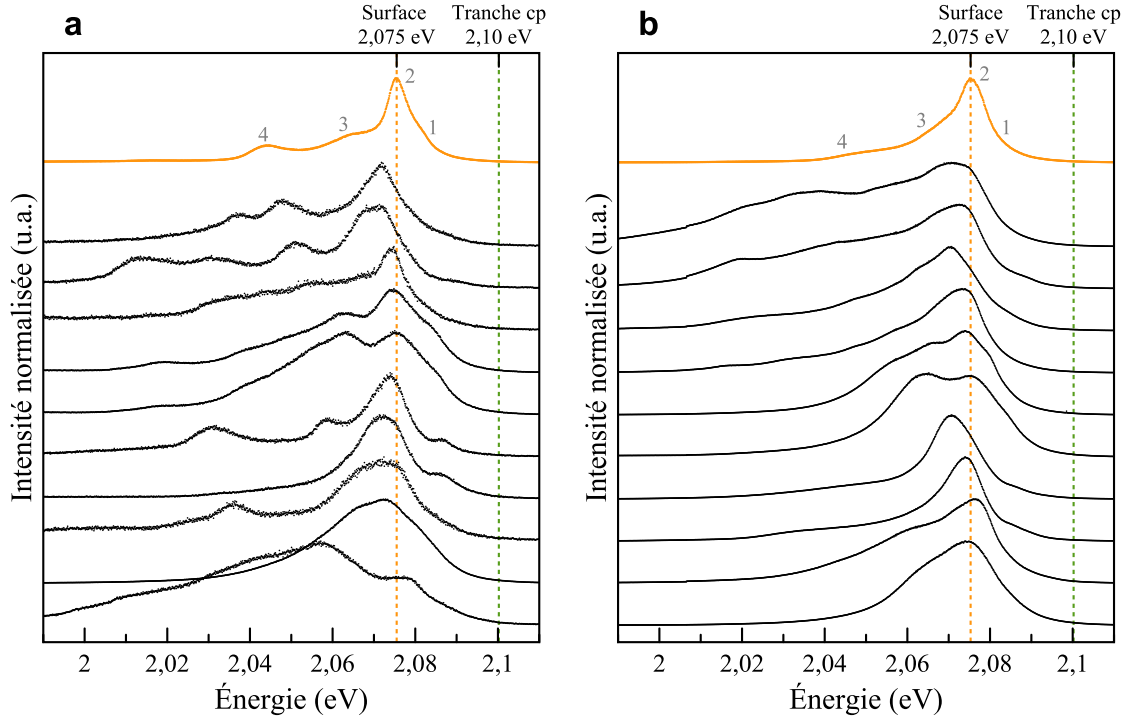 a
Surface
2,075 eV
Tranche cp
2,10 eV
2
1
3
4
Intensité normalisée (u.a.)
2
2,02
2,04
2,06
2,08
2,1
Énergie (eV)
b
Surface
2,075 eV
Tranche cp
2,10 eV
2
1
3
4
Intensité normalisée (u.a.)
2
2,02
2,04
2,06
2,08
2,1
Énergie (eV)